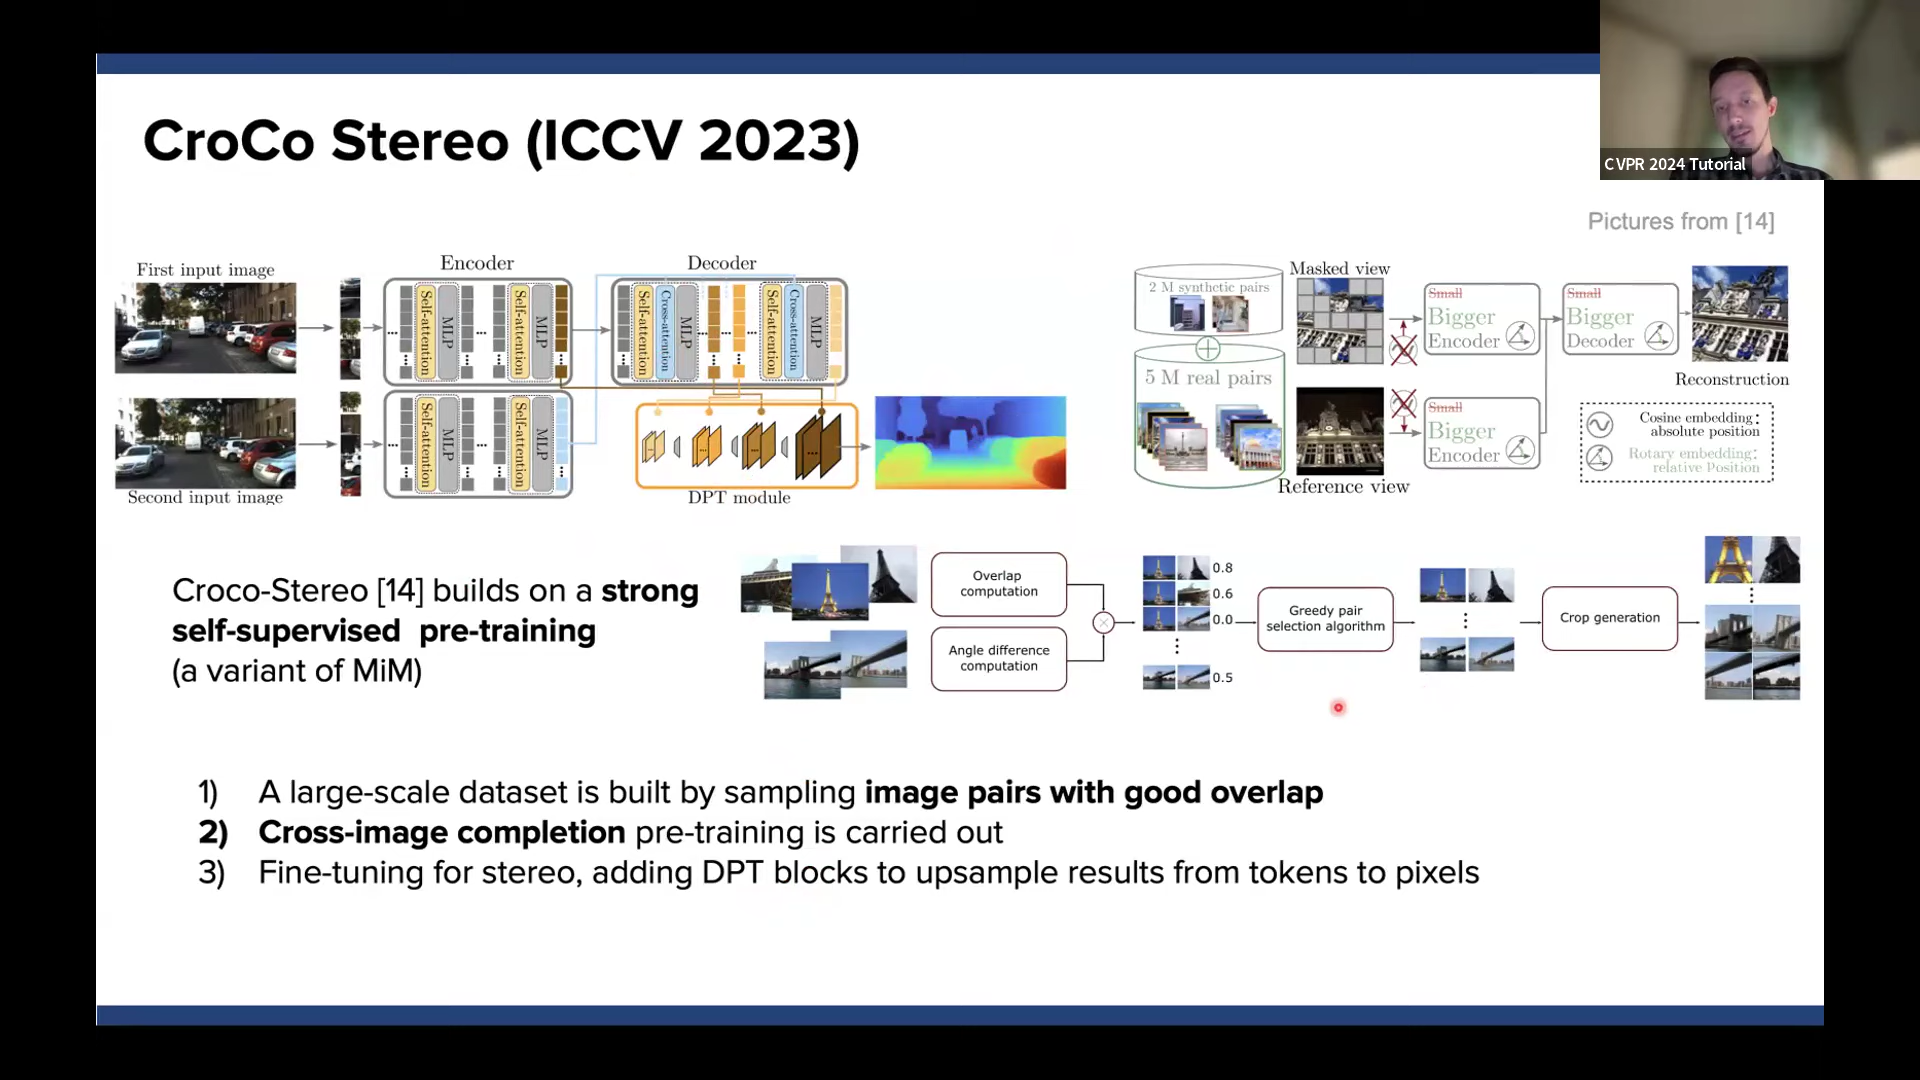 CroCo Stereo (ICCV 2023)
CVPR 2024 Tutorial
Pictures from [14]
First input image
Second input image
Encoder
Self-attention
MLP
Self-attention
MLP
Self-attention
MLP
Self-attention
MLP
Decoder
Self-attention
Cross-attention
MLP
Self-attention
Cross-attention
MLP
DPT module
2 M synthetic pairs
5 M real pairs
Masked view
Reference view
Small
Bigger
Encoder
Small
Bigger
Decoder
Small
Bigger
Encoder
Reconstruction
Cosine embedding:
absolute position
Rotary embedding:
relative Position
Croco-Stereo [14] builds on a strong
self-supervised pre-training
(a variant of MiM)
Overlap
computation
Angle difference
computation
0.8
0.6
0.0
0.5
Greedy pair
selection algorithm
Crop generation
1) A large-scale dataset is built by sampling image pairs with good overlap
2) Cross-image completion pre-training is carried out
3) Fine-tuning for stereo, adding DPT blocks to upsample results from tokens to pixels